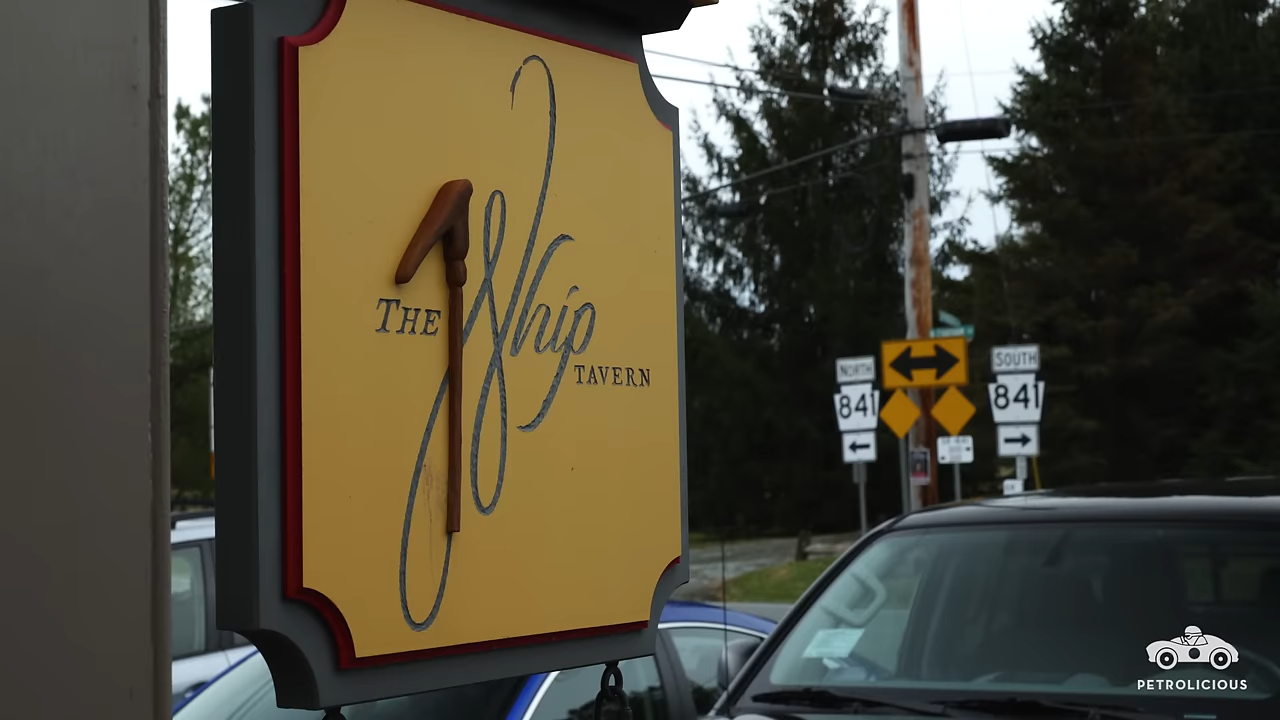 THE Whip
TAVERN
NORTH
841
SOUTH
841
PETROLICIOUS